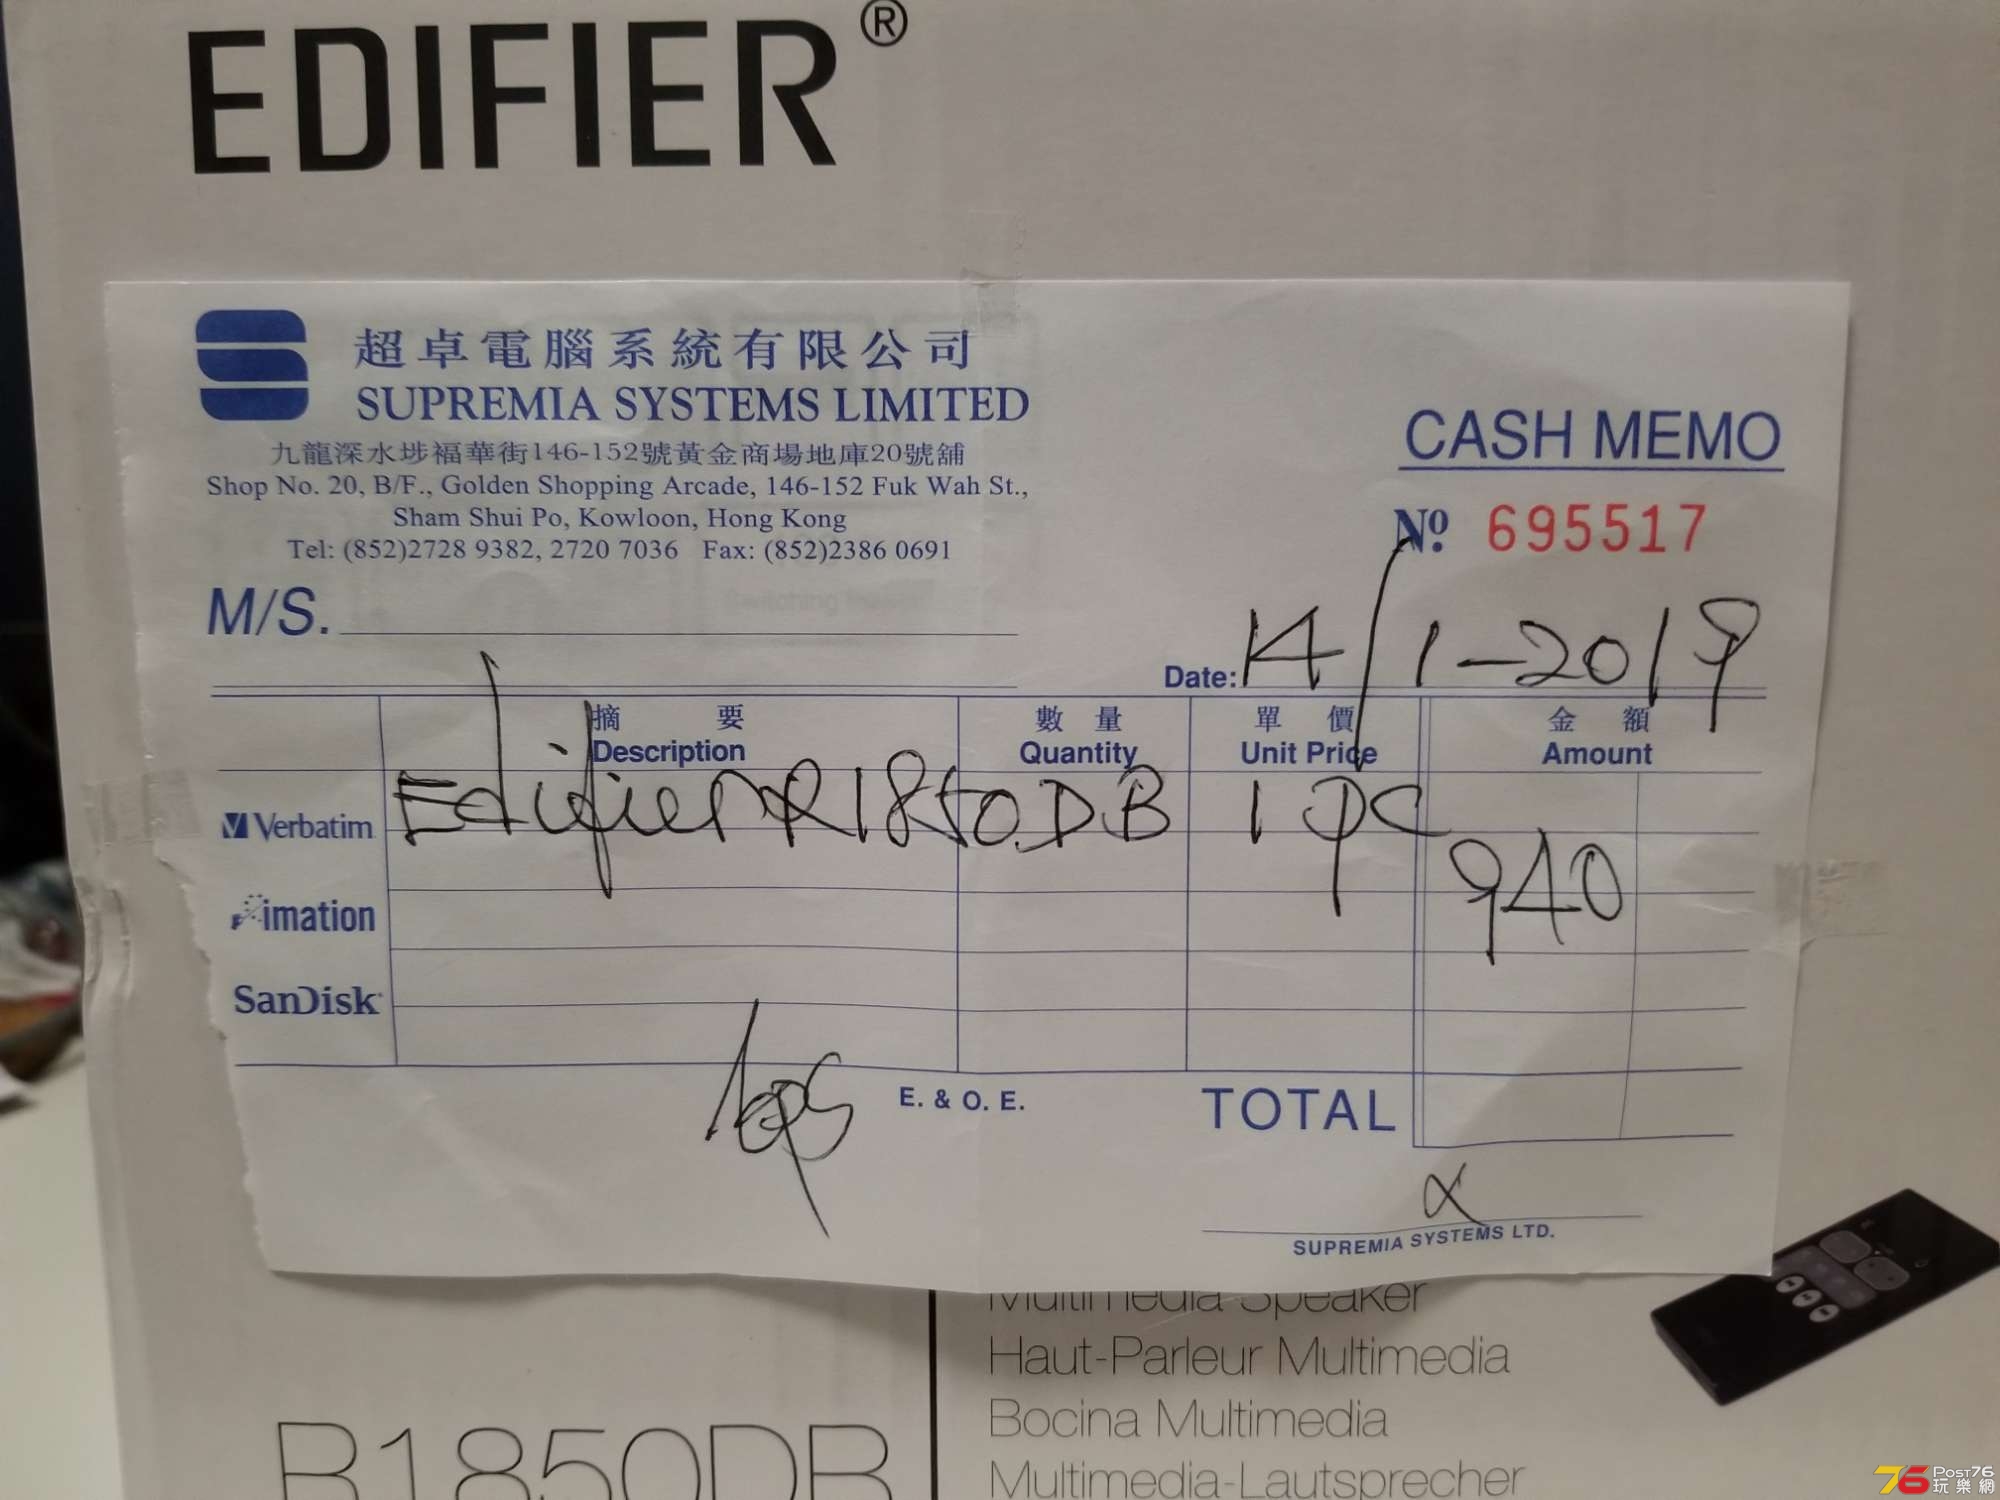 EDIFIER®
超卓電腦系統有限公司
SUPREMIA SYSTEMS LIMITED
九龍深水埗福華街146-152號黃金商場地庫20號舖
Shop No. 20, B/F., Golden Shopping Arcade, 146-152 Fuk Wah St.,
Sham Shui Po, Kowloon, Hong Kong
Tel: (852)2728 9382, 2720 7036 Fax: (852)2386 0691
CASH MEMO
Nº 695517
M/S.
Date: 14/1-2019
摘要 數量 單價 金額
Description Quantity Unit Price Amount
Verbatim Edifier R1850DB 1 PC
940
imation
SanDisk
E. & O. E. TOTAL
SUPREMIA SYSTEMS LTD.
Multimedia Speaker
Haut-Parleur Multimedia
Bocina Multimedia
Multimedia-Lautsprecher
R1850DB
76 Post76
玩樂網